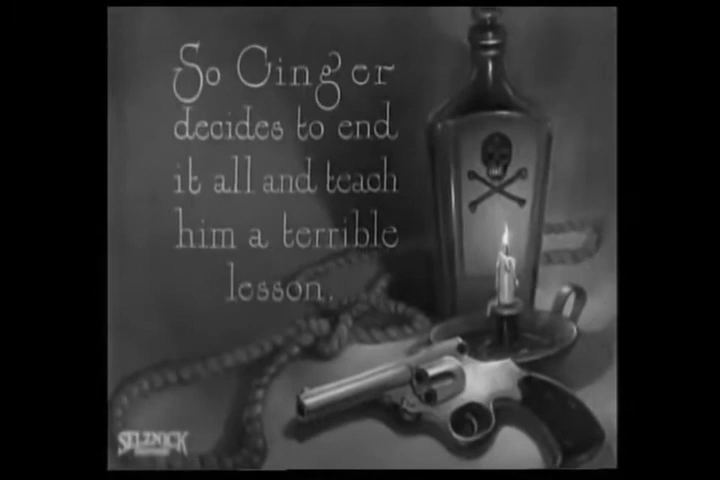 So Ginger
decides to end
it all and teach
him a terrible
lesson.
SELZNICK